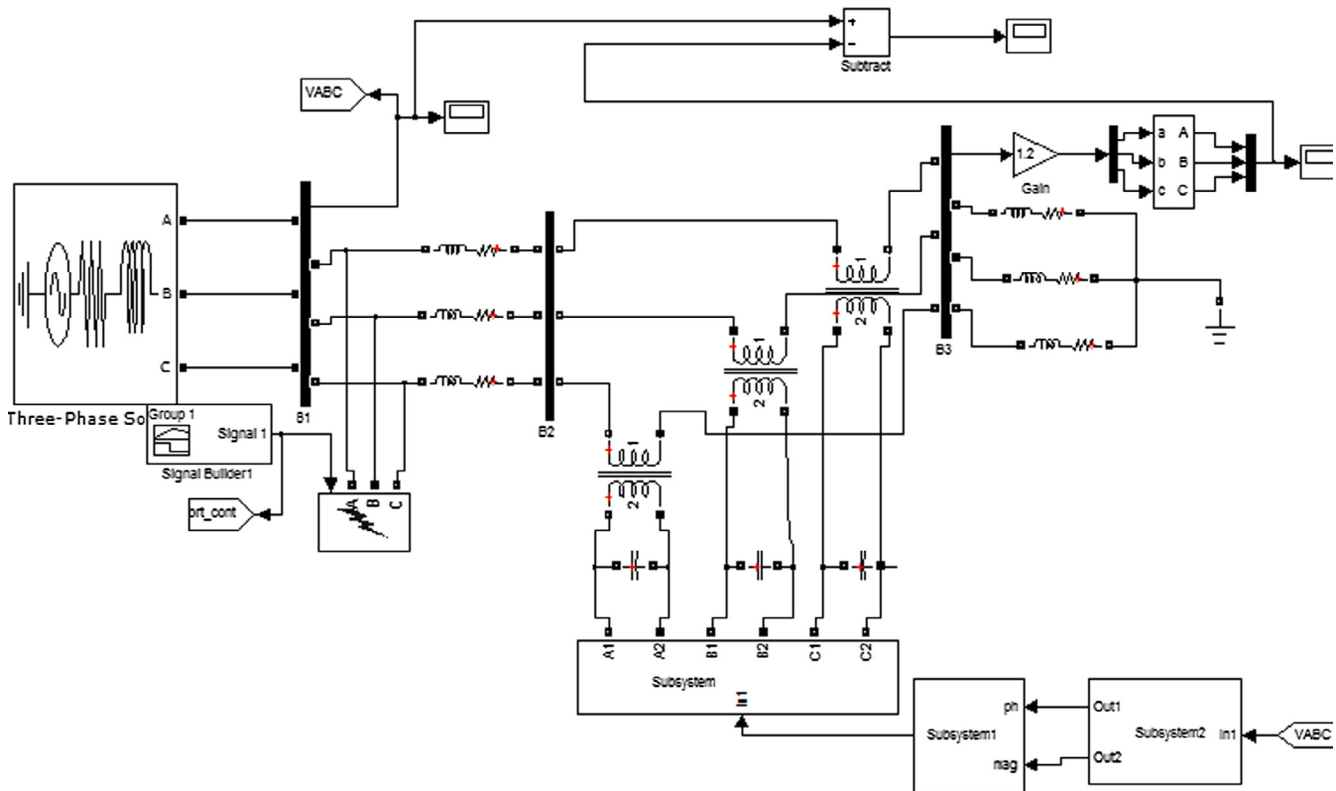 +
−
Subtract
VABC
1.2
Gain
a A
b B
c C
A
B
C
Three-Phase So
Group 1
Signal 1
Signal Builder1
B1
B2
B3
1
2
1
2
1
2
ort_cont
A B C
A1 A2 B1 B2 C1 C2
Subsystem
In1
ph
mag
Subsystem1
Out1
Out2
Subsystem2
In1
VABC